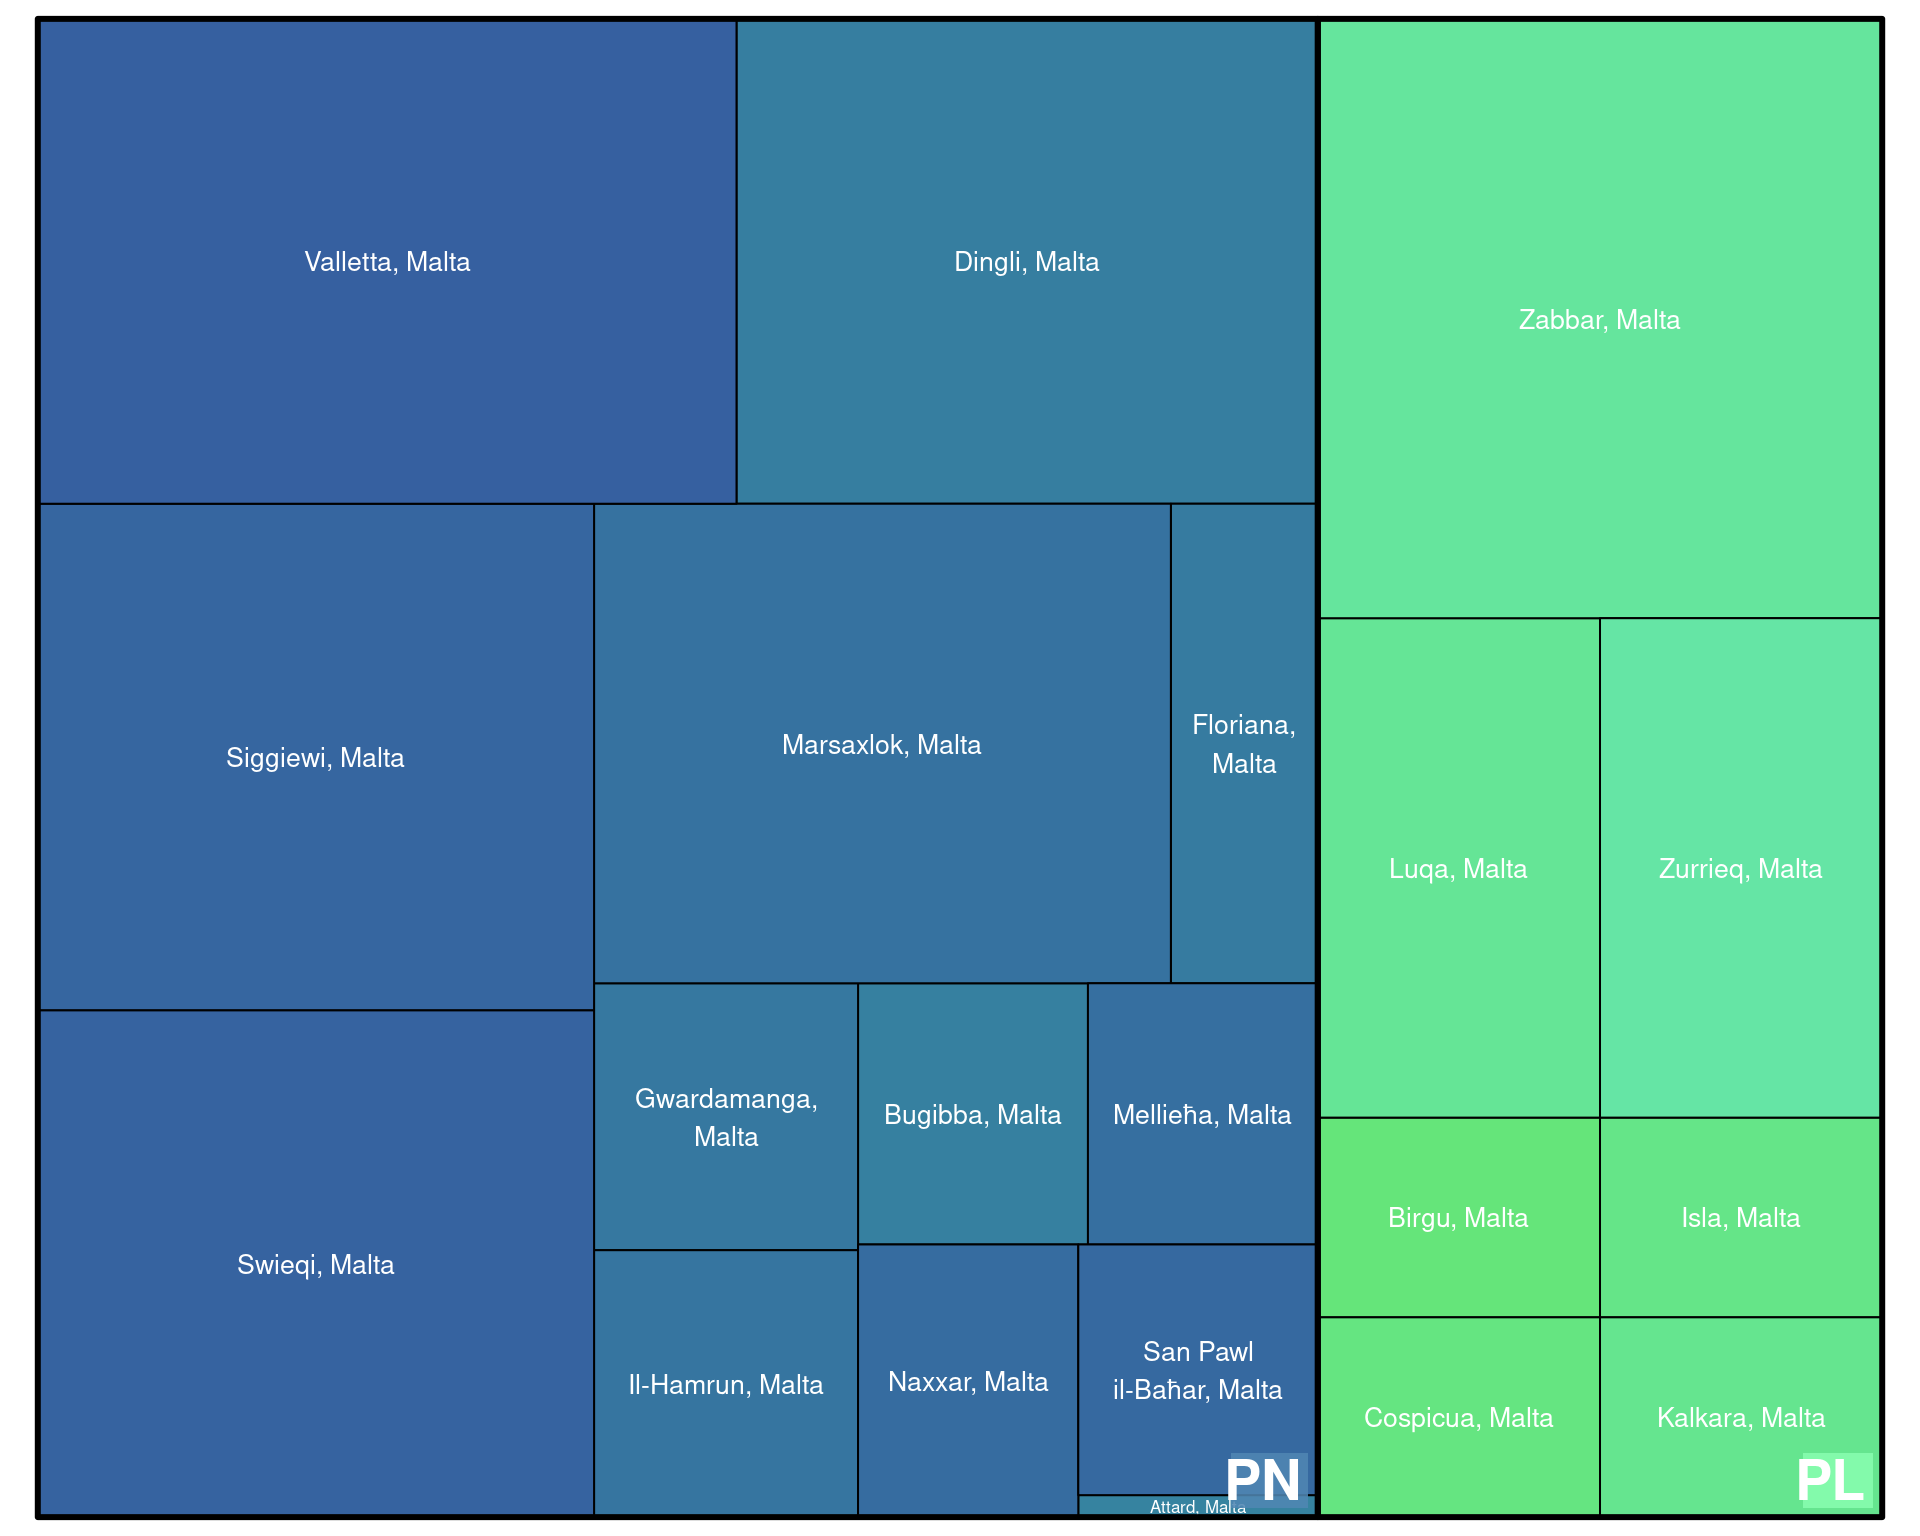 Valletta, Malta
Dingli, Malta
Zabbar, Malta
Siggiewi, Malta
Marsaxlok, Malta
Floriana,
Malta
Luqa, Malta
Zurrieq, Malta
Gwardamanga,
Malta
Bugibba, Malta
Mellieħa, Malta
Birgu, Malta
Isla, Malta
Swieqi, Malta
Il-Hamrun, Malta
Naxxar, Malta
San Pawl
il-Baħar, Malta
Cospicua, Malta
Kalkara, Malta
PN
PL
Attard, Malta